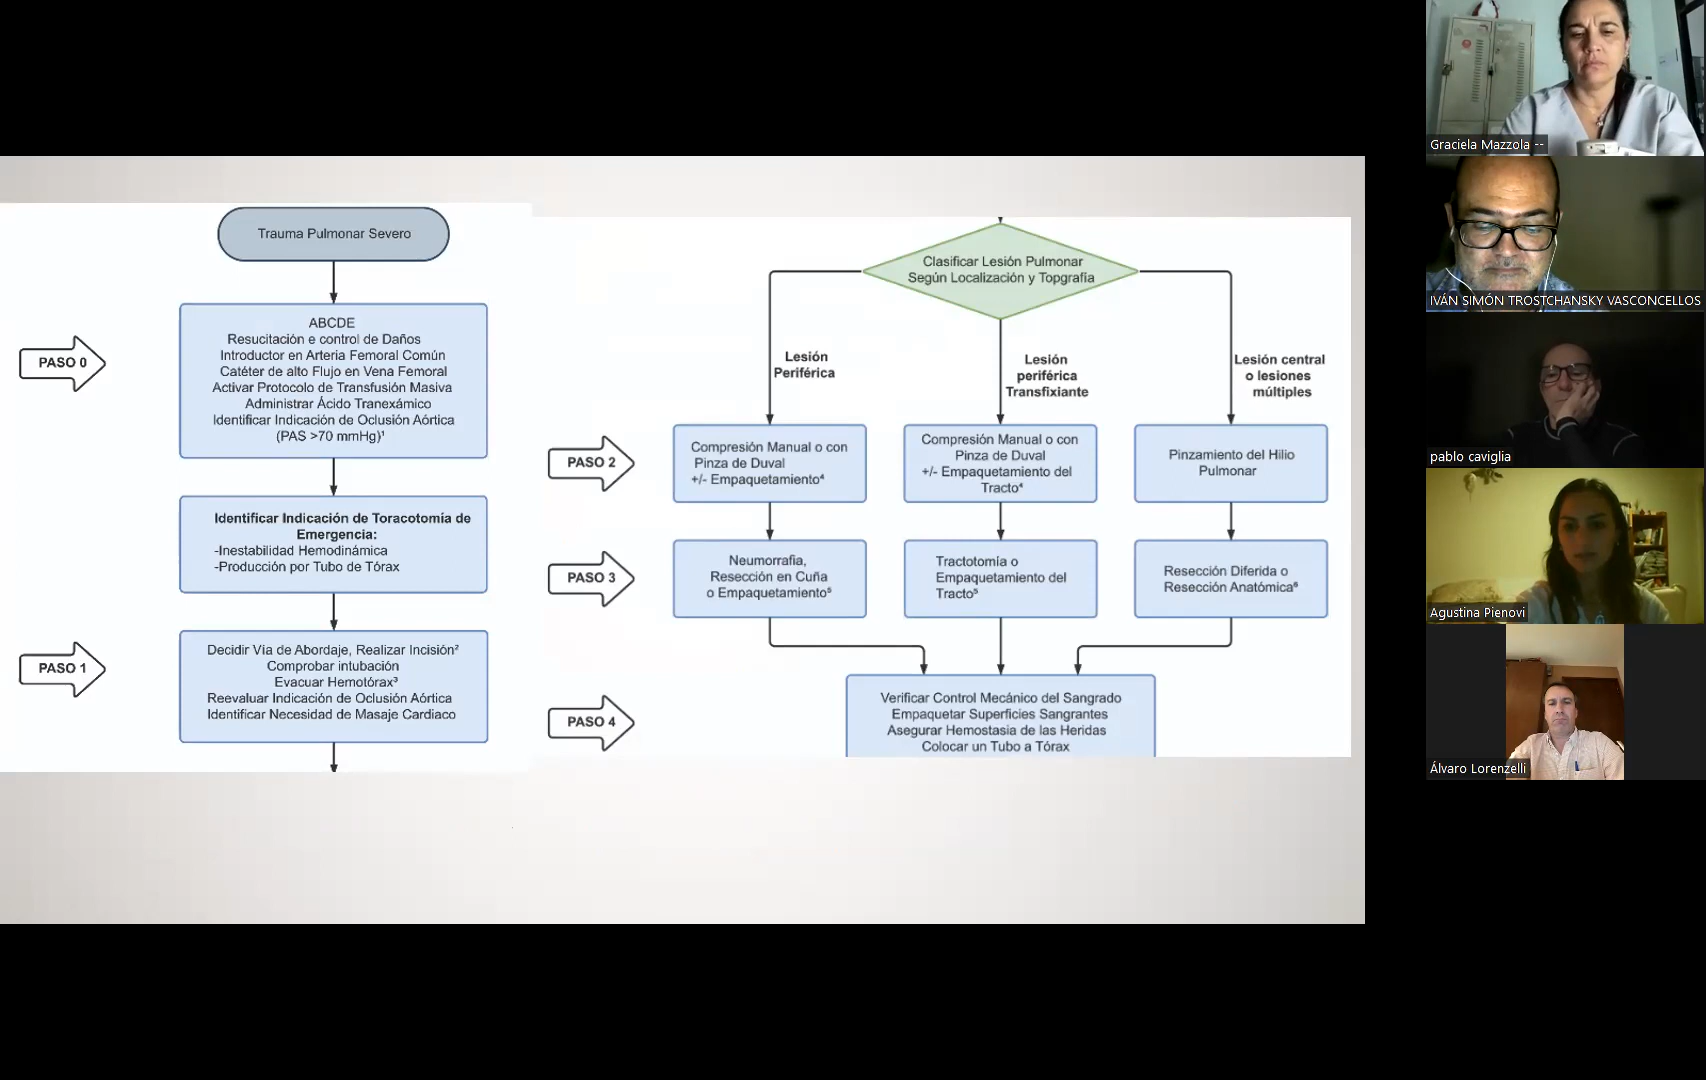 Trauma Pulmonar Severo
PASO 0
ABCDE
Resucitación e control de Daños
Introductor en Arteria Femoral Común
Catéter de alto Flujo en Vena Femoral
Activar Protocolo de Transfusión Masiva
Administrar Ácido Tranexámico
Identificar Indicación de Oclusión Aórtica
(PAS >70 mmHg)¹
Identificar Indicación de Toracotomía de
Emergencia:
-Inestabilidad Hemodinámica
-Producción por Tubo de Tórax
PASO 1
Decidir Vía de Abordaje, Realizar Incisión²
Comprobar intubación
Evacuar Hemotórax³
Reevaluar Indicación de Oclusión Aórtica
Identificar Necesidad de Masaje Cardiaco
Clasificar Lesión Pulmonar
Según Localización y Topgrafía
Lesión
Periférica
Lesión
periférica
Transfixiante
Lesión central
o lesiones
múltiples
PASO 2
Compresión Manual o con
Pinza de Duval
+/- Empaquetamiento⁴
Compresión Manual o con
Pinza de Duval
+/- Empaquetamiento del
Tracto⁴
Pinzamiento del Hilio
Pulmonar
PASO 3
Neumorrafia,
Resección en Cuña
o Empaquetamiento⁵
Tractotomía o
Empaquetamiento del
Tracto⁵
Resección Diferida o
Resección Anatómica⁶
PASO 4
Verificar Control Mecánico del Sangrado
Empaquetar Superficies Sangrantes
Asegurar Hemostasia de las Heridas
Colocar un Tubo a Tórax
Graciela Mazzola --
IVÁN SIMÓN TROSTCHANSKY VASCONCELLOS
pablo caviglia
Agustina Pienovi
Álvaro Lorenzelli